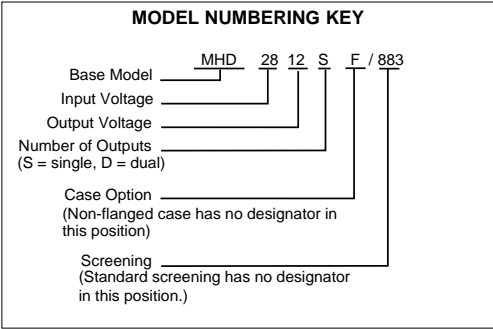 MODEL NUMBERING KEY
MHD 28 12 S F / 883
Base Model
Input Voltage
Output Voltage
Number of Outputs
(S = single, D = dual)
Case Option
(Non-flanged case has no designator in
this position)
Screening
(Standard screening has no designator
in this position.)